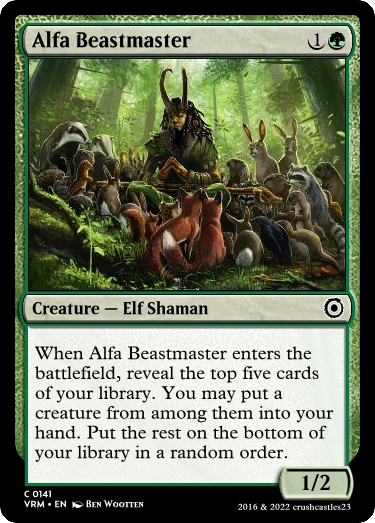 Alfa Beastmaster 1
Creature — Elf Shaman
When Alfa Beastmaster enters the
battlefield, reveal the top five cards
of your library. You may put a
creature from among them into your
hand. Put the rest on the bottom of
your library in a random order.
1/2
C 0141
VRM • EN Ben Wootten
2016 & 2022 crushcastles23